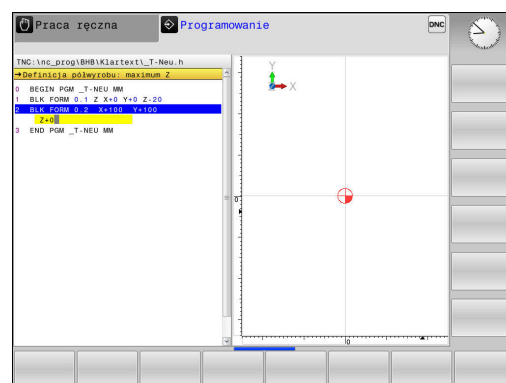 Praca ręczna
Programowanie
DNC
TNC:\nc_prog\BHB\Klartext\_T-Neu.h
→Definicja półwyrobu: maximum Z
0 BEGIN PGM _T-NEU MM
1 BLK FORM 0.1 Z X+0 Y+0 Z-20
2 BLK FORM 0.2 X+100 Y+100
Z+0
3 END PGM _T-NEU MM
Y
X
0
0